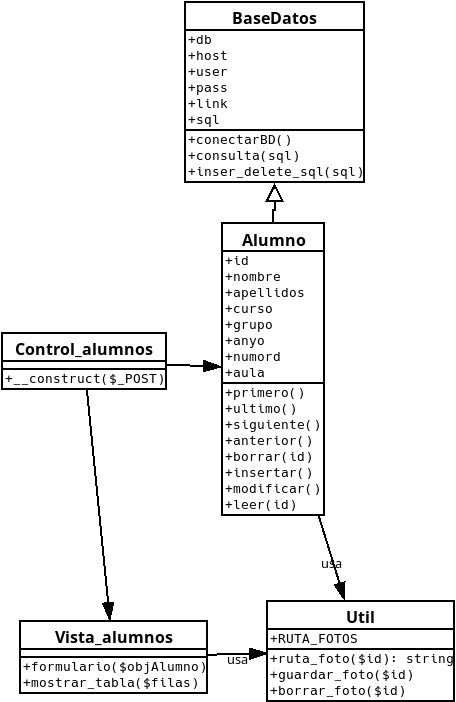 BaseDatos
+db
+host
+user
+pass
+link
+sql
+conectarBD()
+consulta(sql)
+inser_delete_sql(sql)
Alumno
+id
+nombre
+apellidos
+curso
+grupo
+anyo
+numord
+aula
+primero()
+ultimo()
+siguiente()
+anterior()
+borrar(id)
+insertar()
+modificar()
+leer(id)
Control_alumnos
+__construct($_POST)
usa
Vista_alumnos
+formulario($objAlumno)
+mostrar_tabla($filas)
usa
Util
+RUTA_FOTOS
+ruta_foto($id): string
+guardar_foto($id)
+borrar_foto($id)